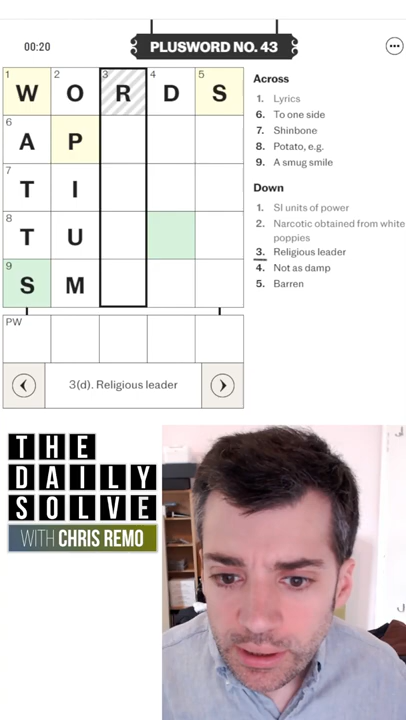 00:20
PLUSWORD NO. 43
1 W 2 O 3 R 4 D 5 S
6 A P
7 T I
8 T U
9 S M
PW
3(d). Religious leader
Across
1. Lyrics
6. To one side
7. Shinbone
8. Potato, e.g.
9. A smug smile
Down
1. SI units of power
2. Narcotic obtained from white
poppies
3. Religious leader
4. Not as damp
5. Barren
THE
DAILY
SOLVE
WITH CHRIS REMO